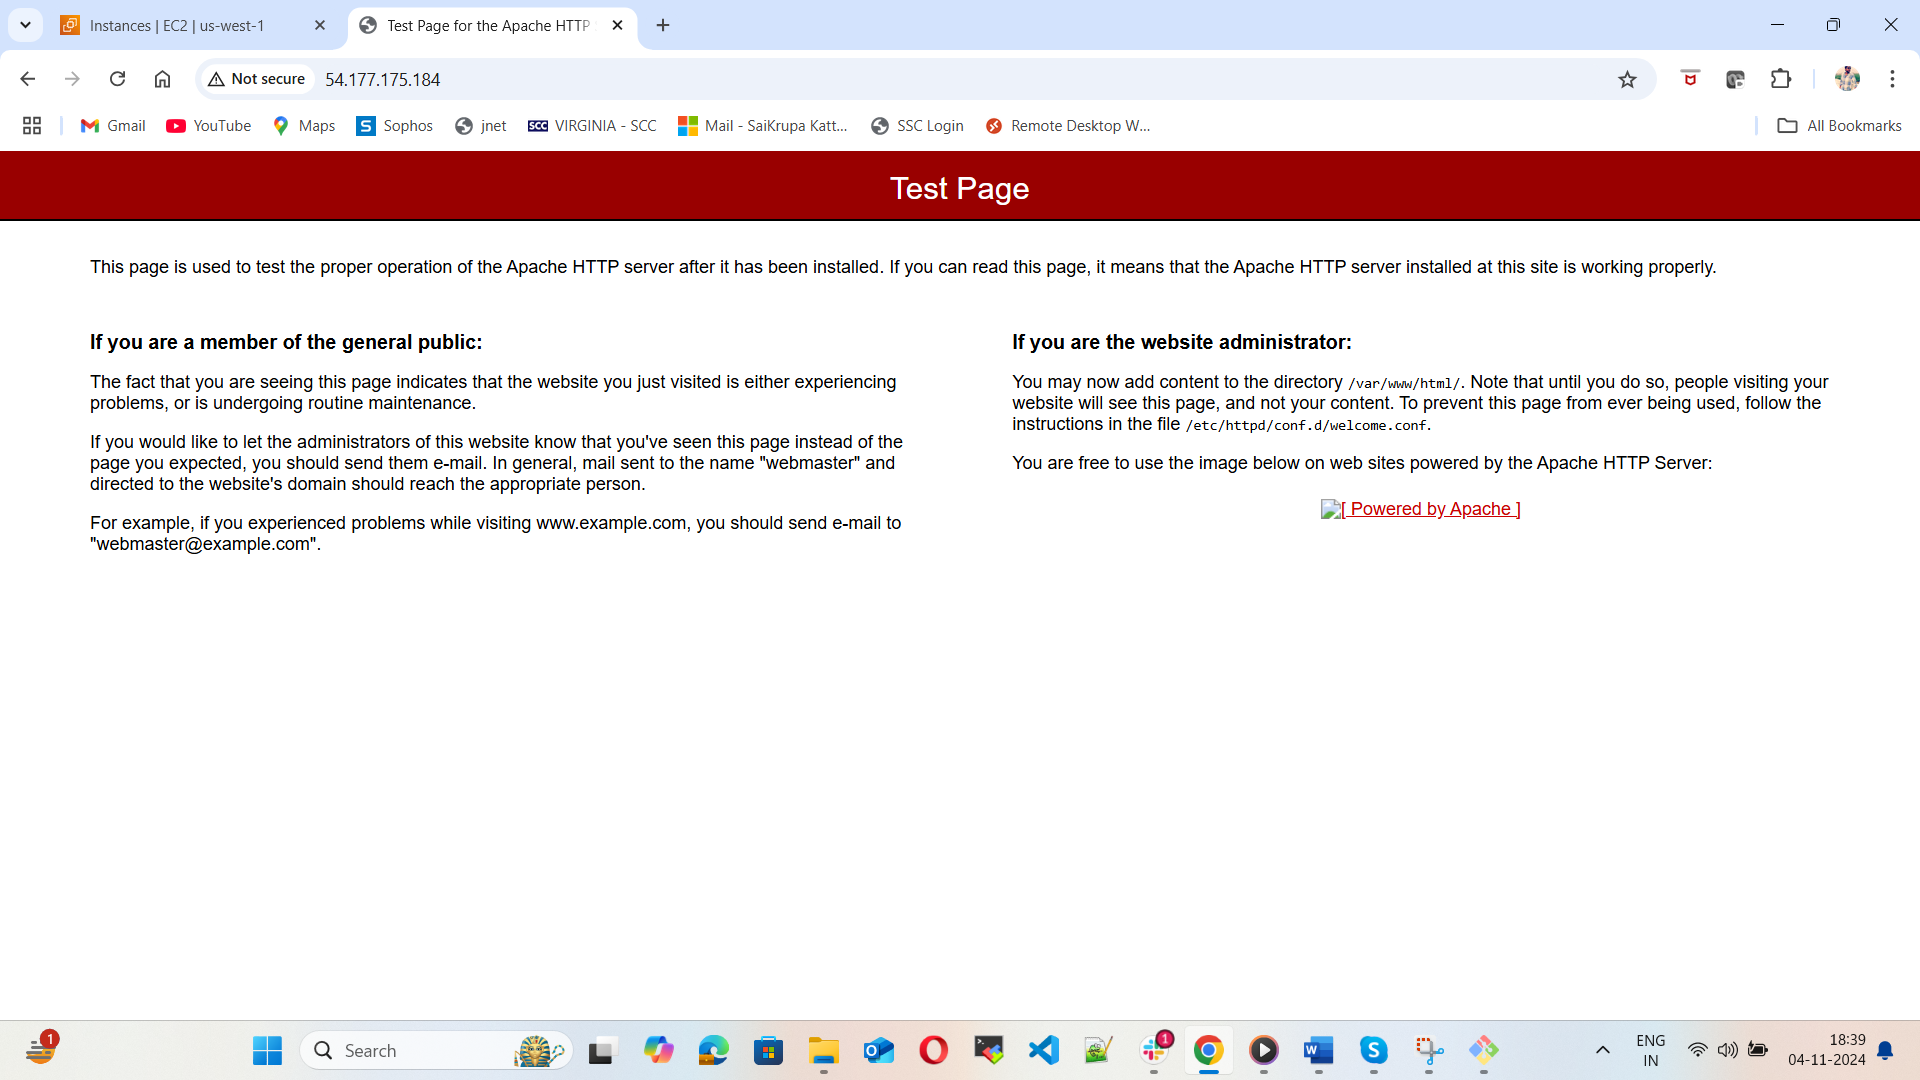 Instances | EC2 | us-west-1
Test Page for the Apache HTTP
Not secure
54.177.175.184
Gmail
YouTube
Maps
S Sophos
jnet
SCC VIRGINIA - SCC
Mail - SaiKrupa Katt...
SSC Login
Remote Desktop W...
All Bookmarks
Test Page
This page is used to test the proper operation of the Apache HTTP server after it has been installed. If you can read this page, it means that the Apache HTTP server installed at this site is working properly.
If you are a member of the general public:
The fact that you are seeing this page indicates that the website you just visited is either experiencing
problems, or is undergoing routine maintenance.
If you would like to let the administrators of this website know that you've seen this page instead of the
page you expected, you should send them e-mail. In general, mail sent to the name "webmaster" and
directed to the website's domain should reach the appropriate person.
For example, if you experienced problems while visiting www.example.com, you should send e-mail to
"webmaster@example.com".
If you are the website administrator:
You may now add content to the directory /var/www/html/. Note that until you do so, people visiting your
website will see this page, and not your content. To prevent this page from ever being used, follow the
instructions in the file /etc/httpd/conf.d/welcome.conf.
You are free to use the image below on web sites powered by the Apache HTTP Server:
[ Powered by Apache ]
1
Search
1
ENG
IN
18:39
04-11-2024